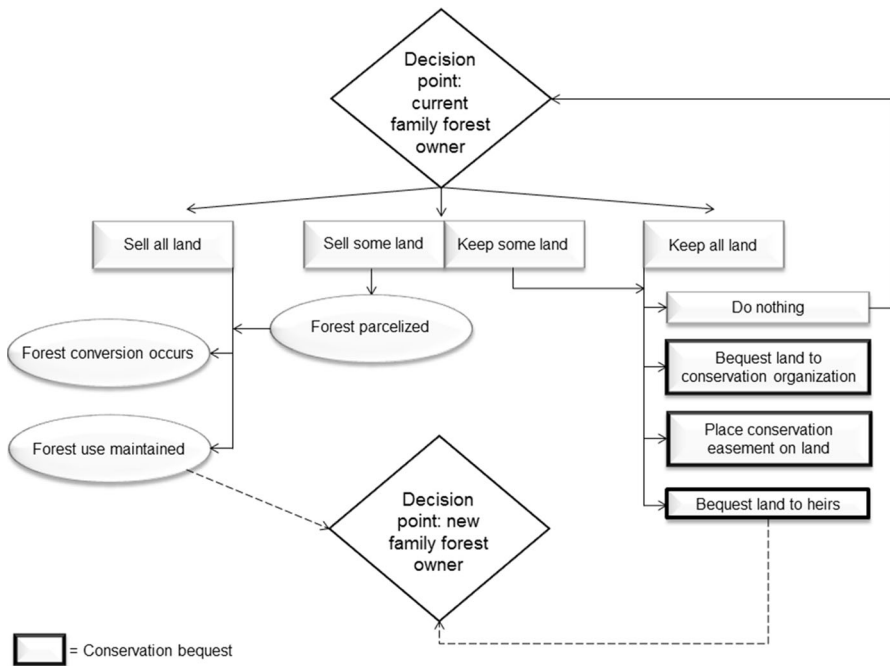 Decision
point:
current
family forest
owner
Sell all land
Sell some land
Keep some land
Keep all land
Forest parcelized
Do nothing
Forest conversion occurs
Bequest land to
conservation organization
Place conservation
easement on land
Forest use maintained
Bequest land to heirs
Decision
point: new
family forest
owner
= Conservation bequest